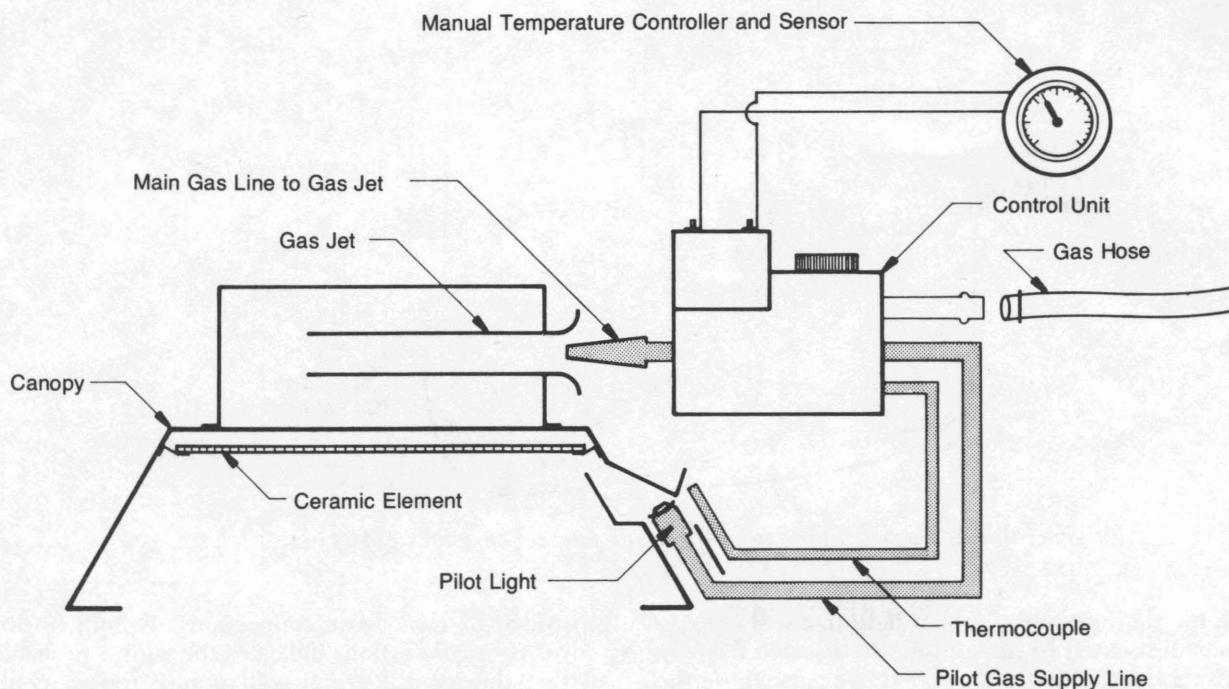 Manual Temperature Controller and Sensor
Main Gas Line to Gas Jet
Control Unit
Gas Jet
Gas Hose
Canopy
Ceramic Element
Pilot Light
Thermocouple
Pilot Gas Supply Line